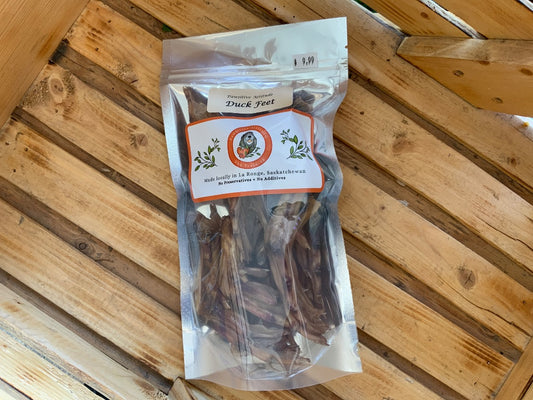 $ 9.99
Pawsitive Attitude
Duck Feet
Made locally in La Ronge, Saskatchewan
No Preservatives • No Additives